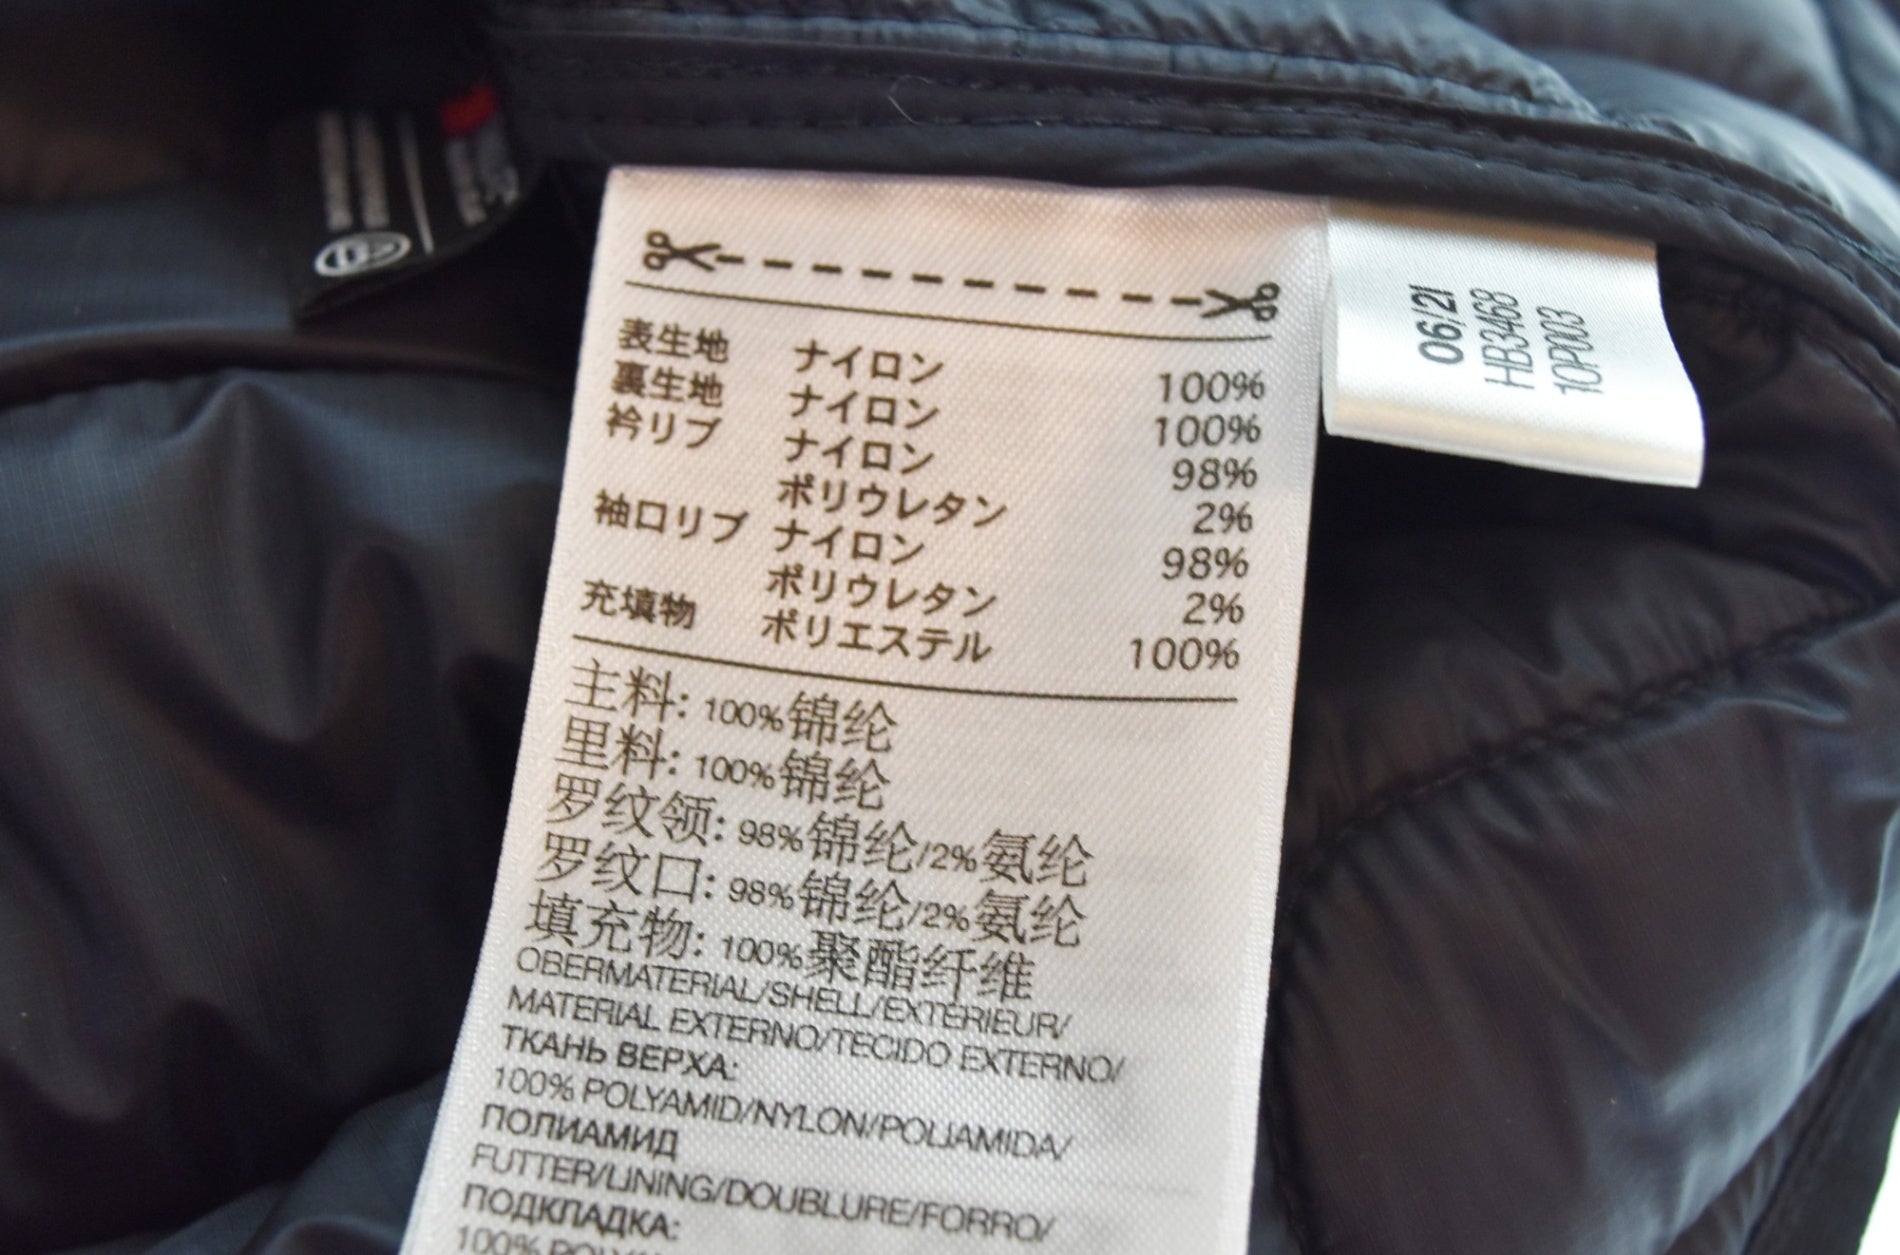 表生地 ナイロン 100%
裏生地 ナイロン 100%
衿リブ ナイロン 98%
ポリウレタン 2%
袖口リブ ナイロン 98%
ポリウレタン 2%
充填物 ポリエステル 100%
主料: 100%锦纶
里料: 100%锦纶
罗纹领: 98%锦纶/2%氨纶
罗纹口: 98%锦纶/2%氨纶
填充物: 100%聚酯纤维
OBERMATERIAL/SHELL/EXTÉRIEUR/
MATERIAL EXTERNO/TECIDO EXTERNO/
ТКАНЬ ВЕРХА:
100% POLYAMID/NYLON/POLIAMIDA/
ПОЛИАМИД
FUTTER/LINING/DOUBLURE/FORRO/
ПОДКЛАДКА:
100%
06/21
HB3468
10P003